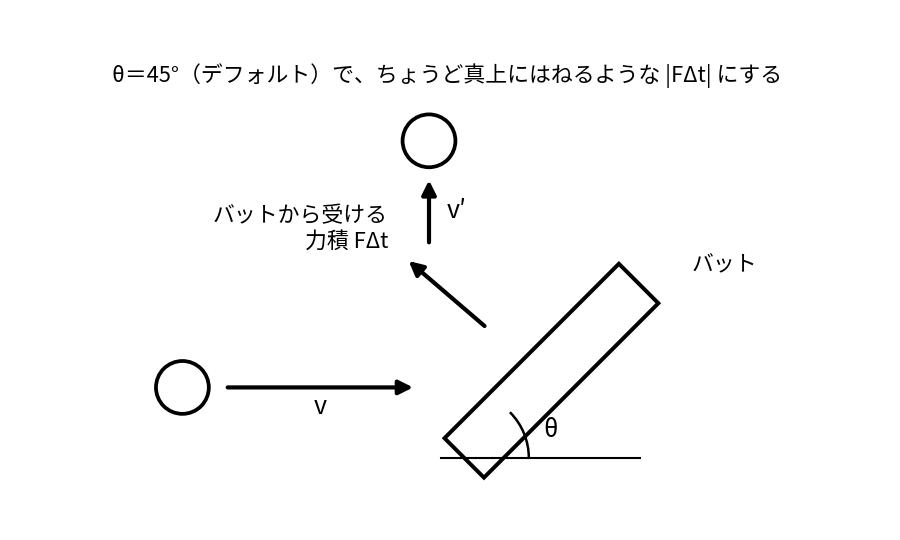 θ＝45°（デフォルト）で、ちょうど真上にはねるような |FΔt| にする
バットから受ける
力積 FΔt
v′
バット
v
θ